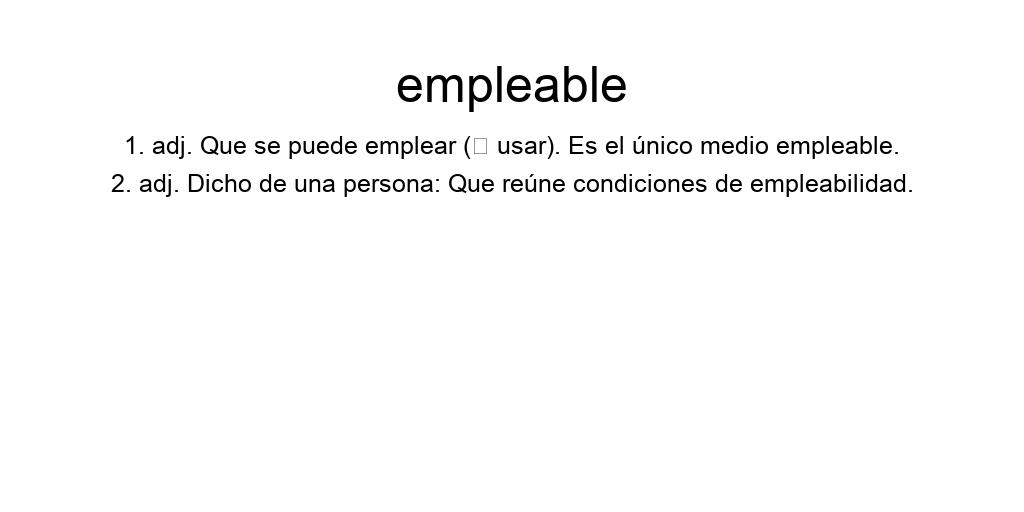 empleable
1. adj. Que se puede emplear (▯ usar). Es el único medio empleable.
2. adj. Dicho de una persona: Que reúne condiciones de empleabilidad.